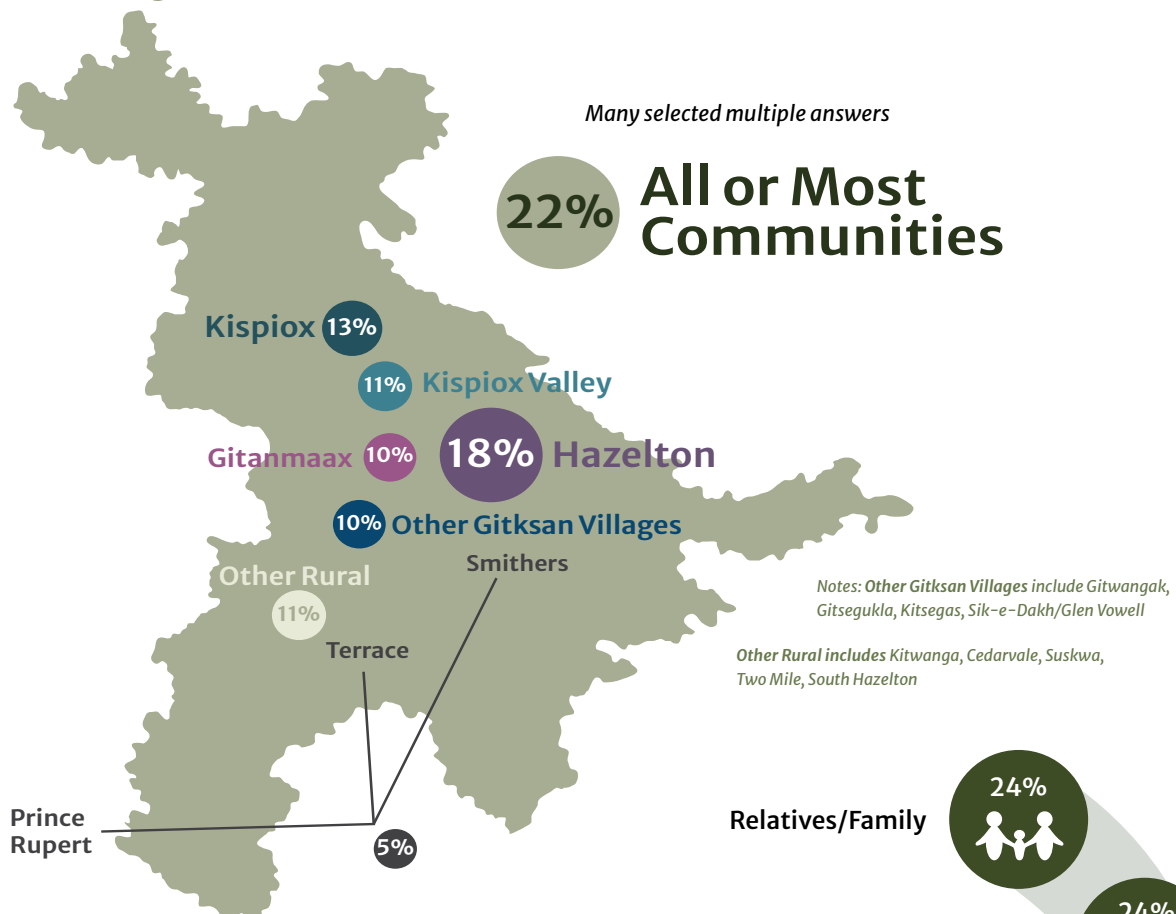 Many selected multiple answers
22%
All or Most
Communities
Kispiox
13%
11%
Kispiox Valley
Gitanmaax
10%
18%
Hazelton
10%
Other Gitksan Villages
Smithers
Other Rural
11%
Terrace
Notes: Other Gitksan Villages include Gitwangak,
Gitsegukla, Kitsegas, Sik-e-Dakh/Glen Vowell
Other Rural includes Kitwanga, Cedarvale, Suskwa,
Two Mile, South Hazelton
Prince
Rupert
5%
Relatives/Family
24%
24%